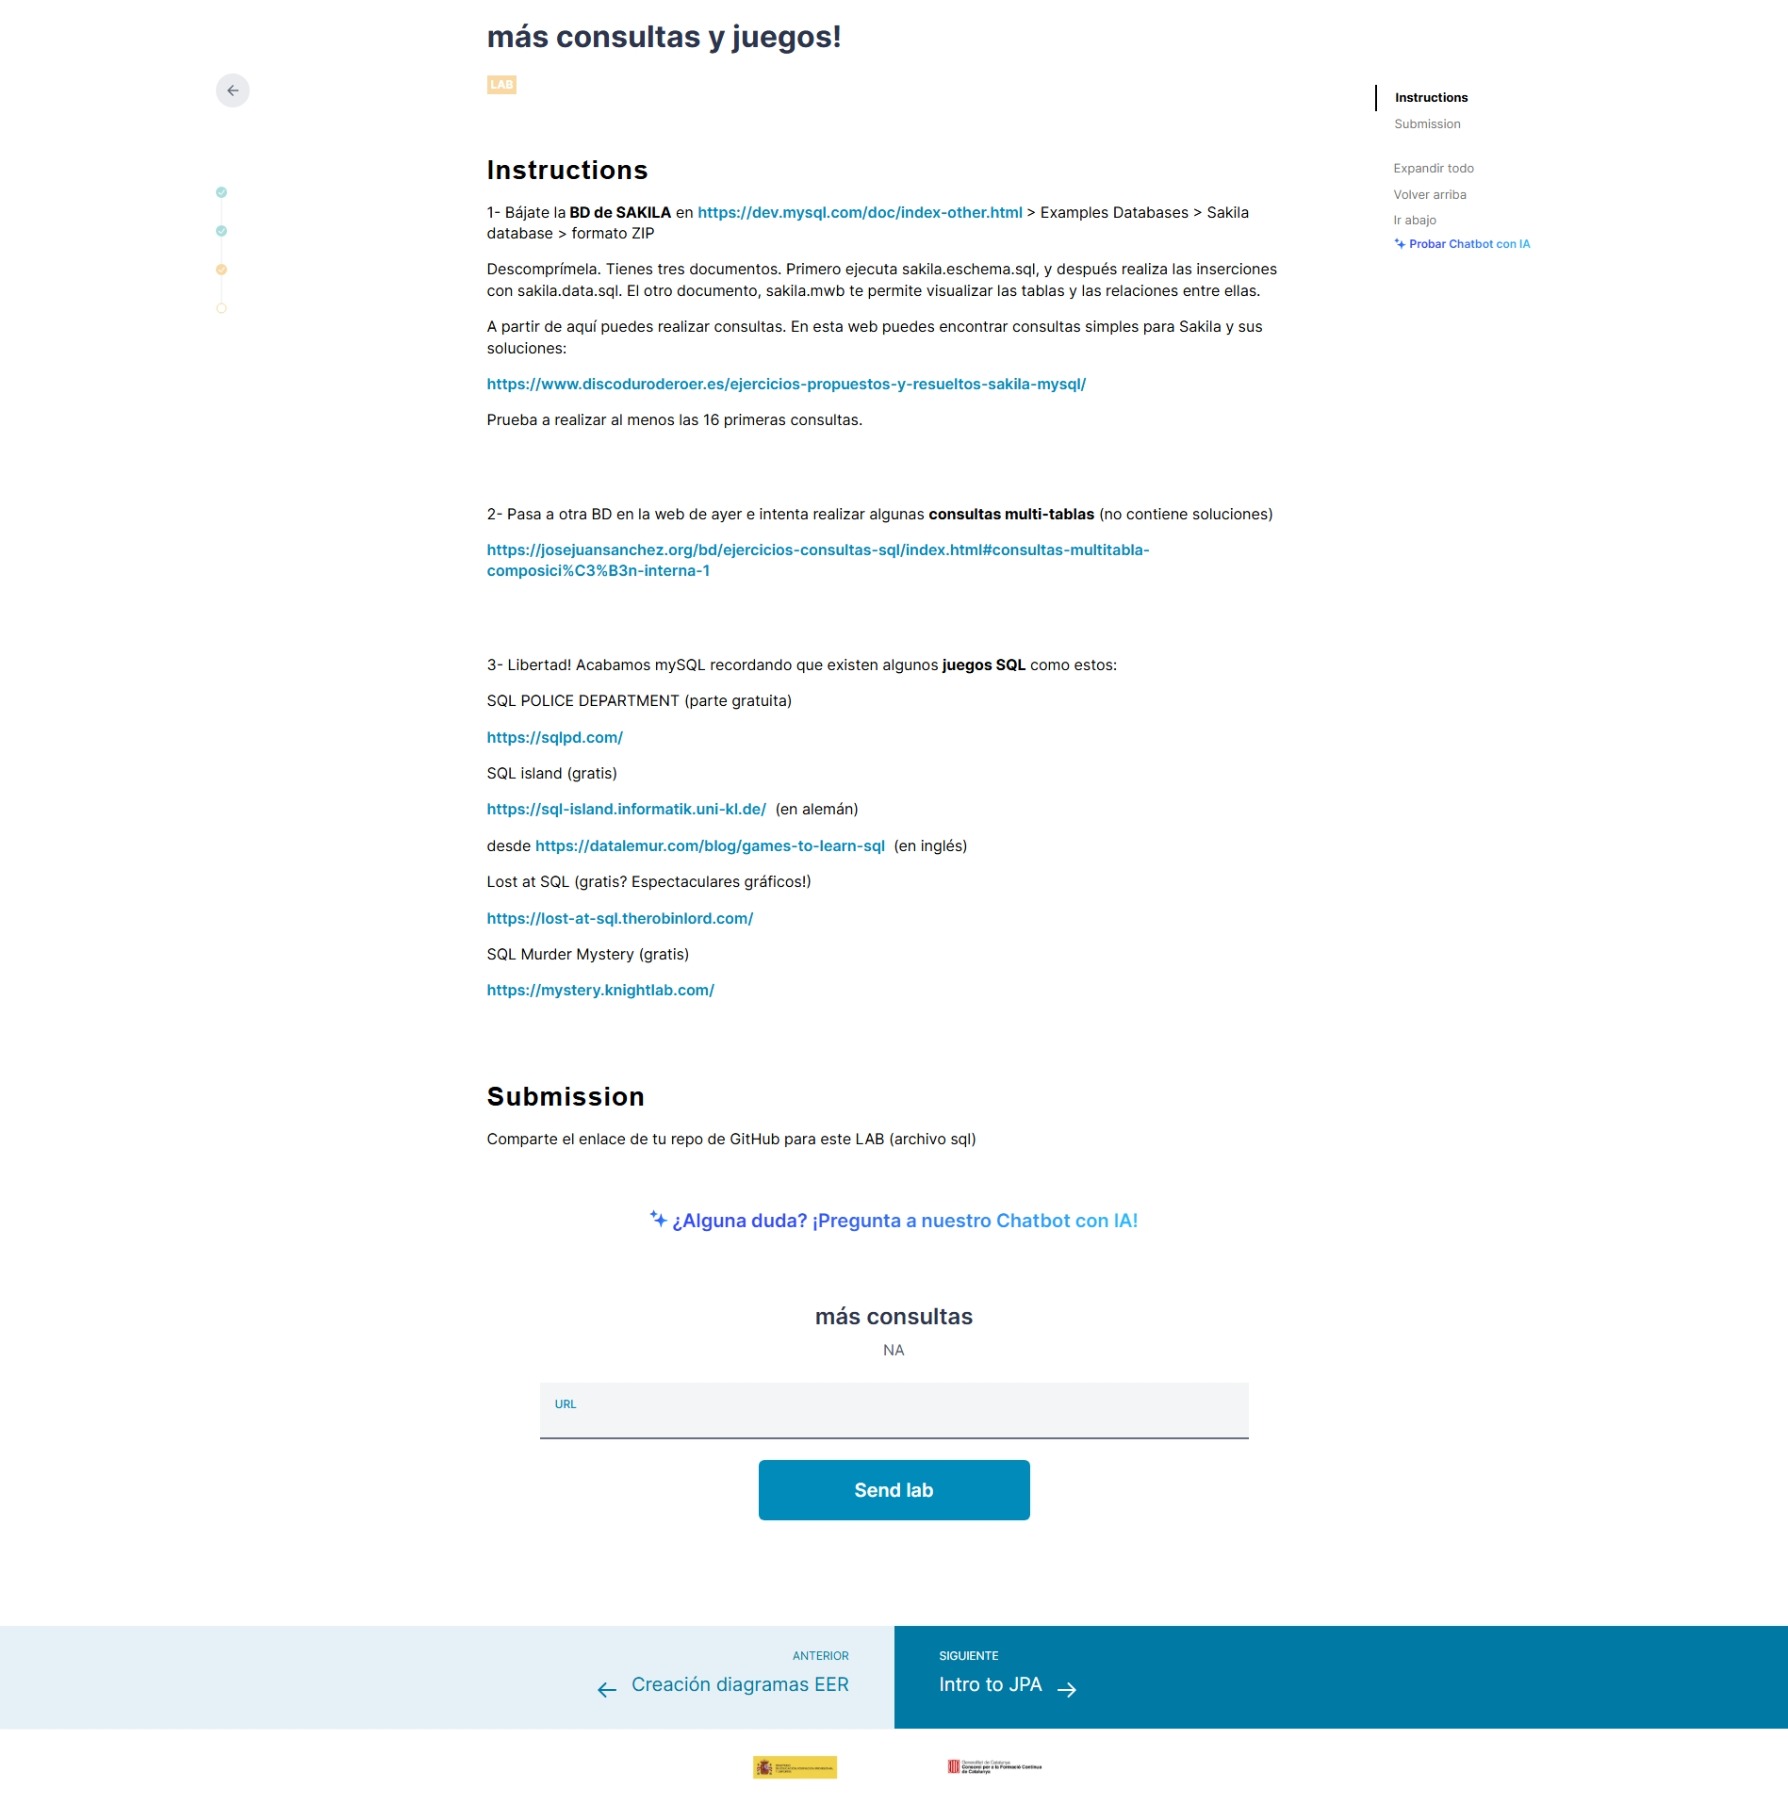 más consultas y juegos!
LAB
Instructions
Submission
Expandir todo
Volver arriba
Ir abajo
Probar Chatbot con IA
Instructions
1- Bájate la BD de SAKILA en https://dev.mysql.com/doc/index-other.html > Examples Databases > Sakila
database > formato ZIP
Descomprímela. Tienes tres documentos. Primero ejecuta sakila.eschema.sql, y después realiza las inserciones
con sakila.data.sql. El otro documento, sakila.mwb te permite visualizar las tablas y las relaciones entre ellas.
A partir de aquí puedes realizar consultas. En esta web puedes encontrar consultas simples para Sakila y sus
soluciones:
https://www.discoduroderoer.es/ejercicios-propuestos-y-resueltos-sakila-mysql/
Prueba a realizar al menos las 16 primeras consultas.
2- Pasa a otra BD en la web de ayer e intenta realizar algunas consultas multi-tablas (no contiene soluciones)
https://josejuansanchez.org/bd/ejercicios-consultas-sql/index.html#consultas-multitabla-
composici%C3%B3n-interna-1
3- Libertad! Acabamos mySQL recordando que existen algunos juegos SQL como estos:
SQL POLICE DEPARTMENT (parte gratuita)
https://sqlpd.com/
SQL island (gratis)
https://sql-island.informatik.uni-kl.de/ (en alemán)
desde https://datalemur.com/blog/games-to-learn-sql (en inglés)
Lost at SQL (gratis? Espectaculares gráficos!)
https://lost-at-sql.therobinlord.com/
SQL Murder Mystery (gratis)
https://mystery.knightlab.com/
Submission
Comparte el enlace de tu repo de GitHub para este LAB (archivo sql)
¿Alguna duda? ¡Pregunta a nuestro Chatbot con IA!
más consultas
NA
URL
Send lab
ANTERIOR
Creación diagramas EER
SIGUIENTE
Intro to JPA
Generalitat de Catalunya
Consorci per a la Formació Contínua
de Catalunya